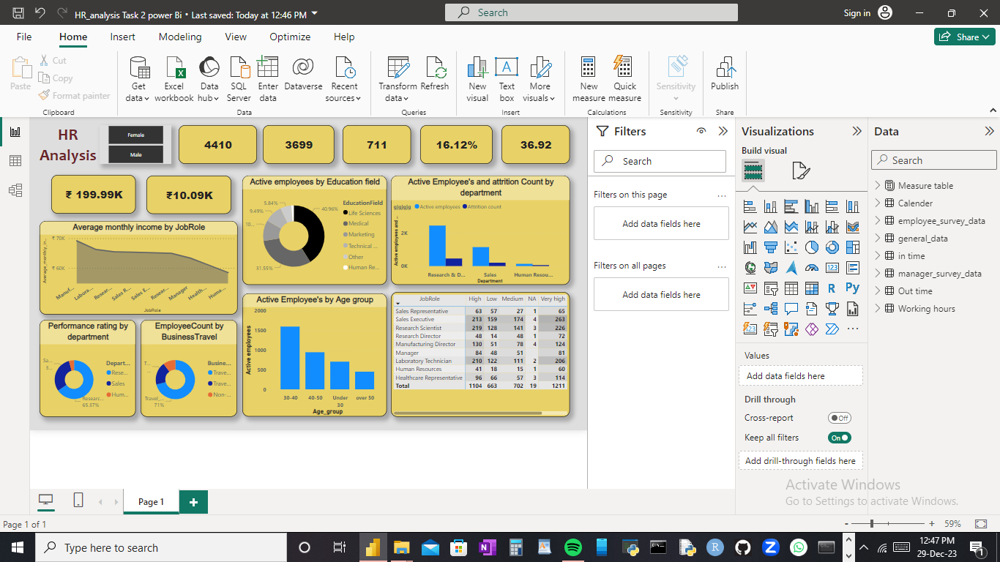 HR_analysis Task 2 power Bi • Last saved: Today at 12:46 PM
Search
Sign in
File Home Insert Modeling View Optimize Help
Share
Paste
Cut
Copy
Format painter
Clipboard
Get data
Excel workbook
Data hub
SQL Server
Enter data
Dataverse
Recent sources
Data
Transform data
Refresh
Queries
New visual
Text box
More visuals
Insert
New measure
Quick measure
Calculations
Sensitivity
Sensitivity
Publish
Share
HR
Analysis
Female
Male
4410
3699
711
16.12%
36.92
₹ 199.99K
₹10.09K
Average monthly income by JobRole
Average_monthly_in...
₹ 70K
₹ 60K
Manuf... Labora... Resear... Sales R... Sales E... Resear... Manager Health... Huma...
JobRole
Active employees by Education field
5.84%
9.49%
10...
31.55%
40.96%
EducationField
Life Sciences
Medical
Marketing
Technical ...
Other
Human Re...
Active Employee's and attrition Count by
department
Active employees Attrition count
Active employees and ...
2K
0K
Research & D... Sales Human Resou...
Department
Performance rating by
department
Sa...
Researc...
65.37%
Depart...
Rese...
Sales
Hum...
EmployeeCount by
BusinessTravel
T...
Travel_...
71%
Busine...
Trave...
Trave...
Non-...
Active Employee's by Age group
Active employees
2000
1500
1000
500
0
30-40 40-50 Under 30 over 50
Age_group
JobRole High Low Medium NA Very high
Sales Representative 63 57 27 1 65
Sales Executive 213 159 174 4 263
Research Scientist 219 128 141 3 226
Research Director 48 14 48 1 72
Manufacturing Director 130 51 78 4 124
Manager 84 48 51 81
Laboratory Technician 210 122 111 2 206
Human Resources 41 18 15 1 60
Healthcare Representative 96 66 57 3 114
Total 1104 663 702 19 1211
Filters
Search
Filters on this page ...
Add data fields here
Filters on all pages ...
Add data fields here
Visualizations
Build visual
123
R
Py
123
...
Values
Add data fields here
Drill through
Cross-report Off
Keep all filters On
Add drill-through fields here
Data
Search
Measure table
Calender
employee_survey_data
general_data
in time
manager_survey_data
Out time
Working hours
Activate Windows
Go to Settings to activate Windows.
Page 1
Page 1 of 1
- + 59%
Type here to search
12:47 PM
29-Dec-23
1